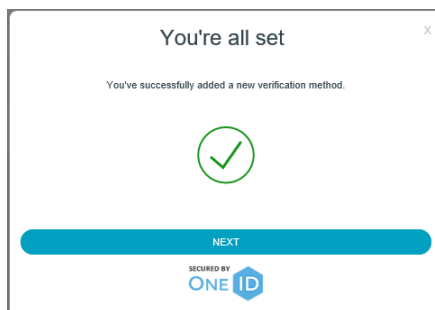 You're all set
X
You've successfully added a new verification method.
NEXT
SECURED BY
ONE ID